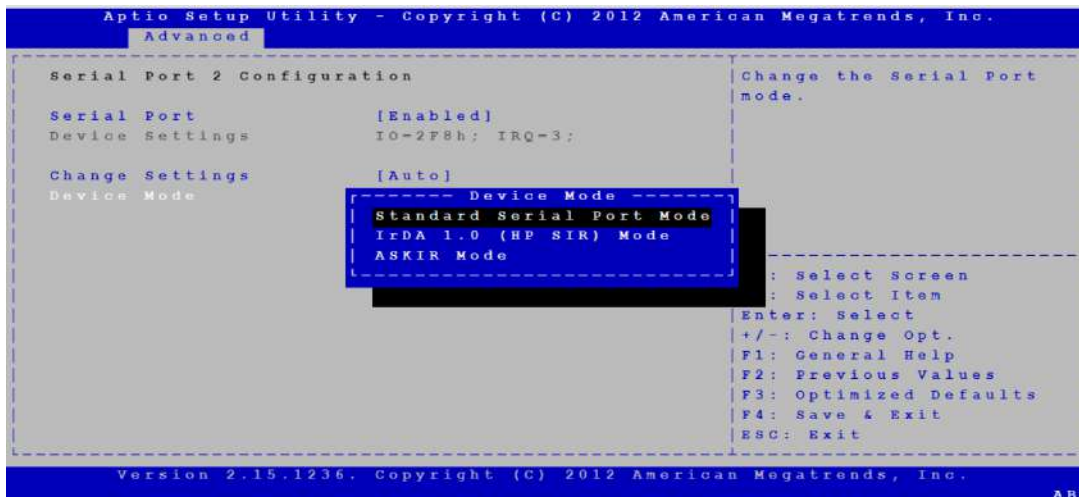 Aptio Setup Utility - Copyright (C) 2012 American Megatrends, Inc.
Advanced
Serial Port 2 Configuration
Serial Port [Enabled]
Device Settings IO=2F8h; IRQ=3;
Change Settings [Auto]
Device Mode
Device Mode
Standard Serial Port Mode
IrDA 1.0 (HP SIR) Mode
ASKIR Mode
Change the Serial Port
mode.
: Select Screen
: Select Item
Enter: Select
+/-: Change Opt.
F1: General Help
F2: Previous Values
F3: Optimized Defaults
F4: Save & Exit
ESC: Exit
Version 2.15.1236. Copyright (C) 2012 American Megatrends, Inc.
AB